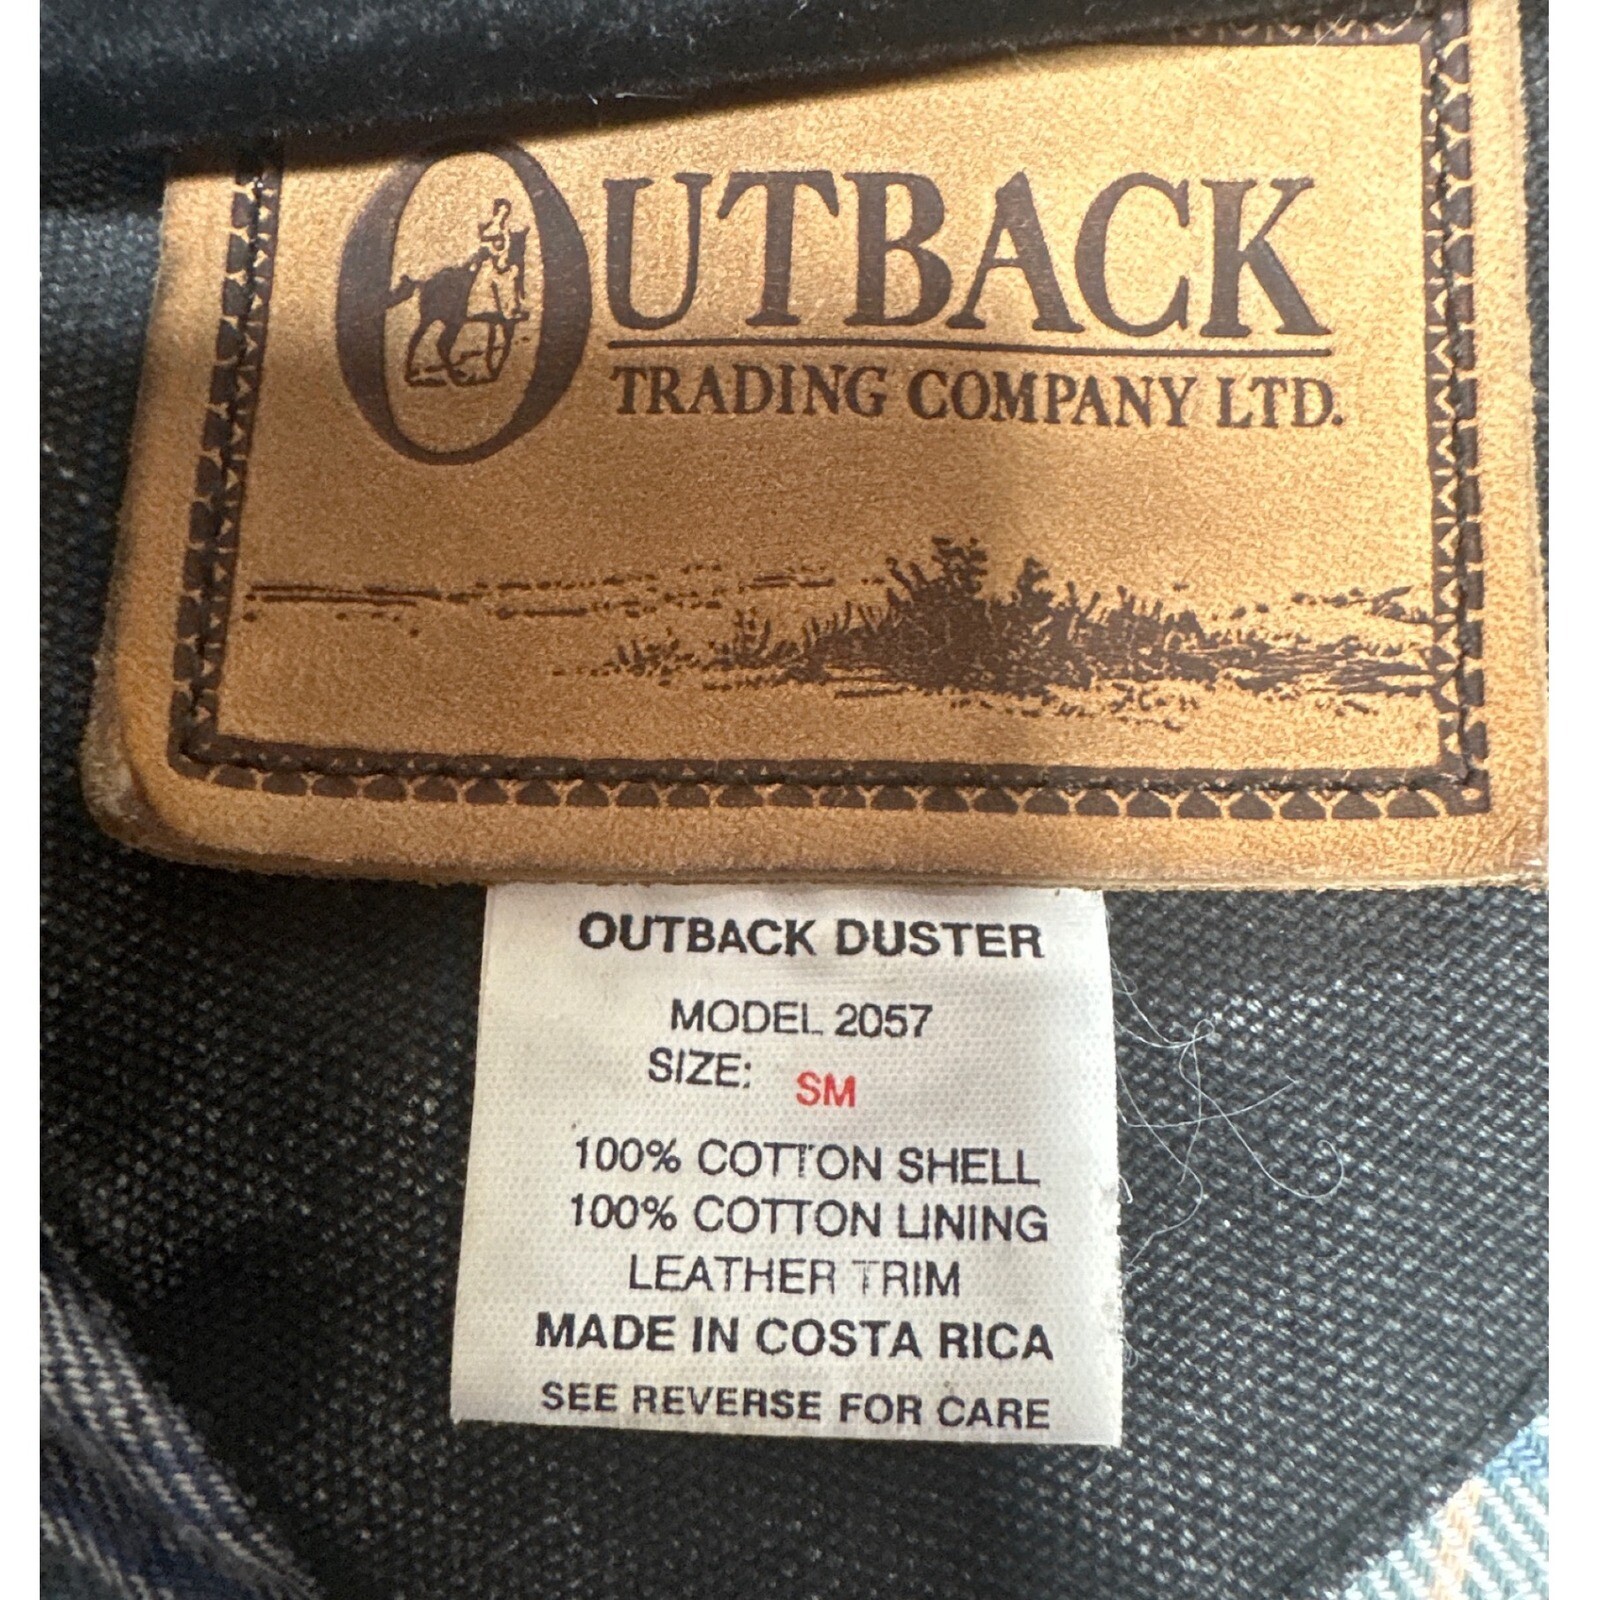 OUTBACK
TRADING COMPANY LTD.
OUTBACK DUSTER
MODEL 2057
SIZE: SM
100% COTTON SHELL
100% COTTON LINING
LEATHER TRIM
MADE IN COSTA RICA
SEE REVERSE FOR CARE